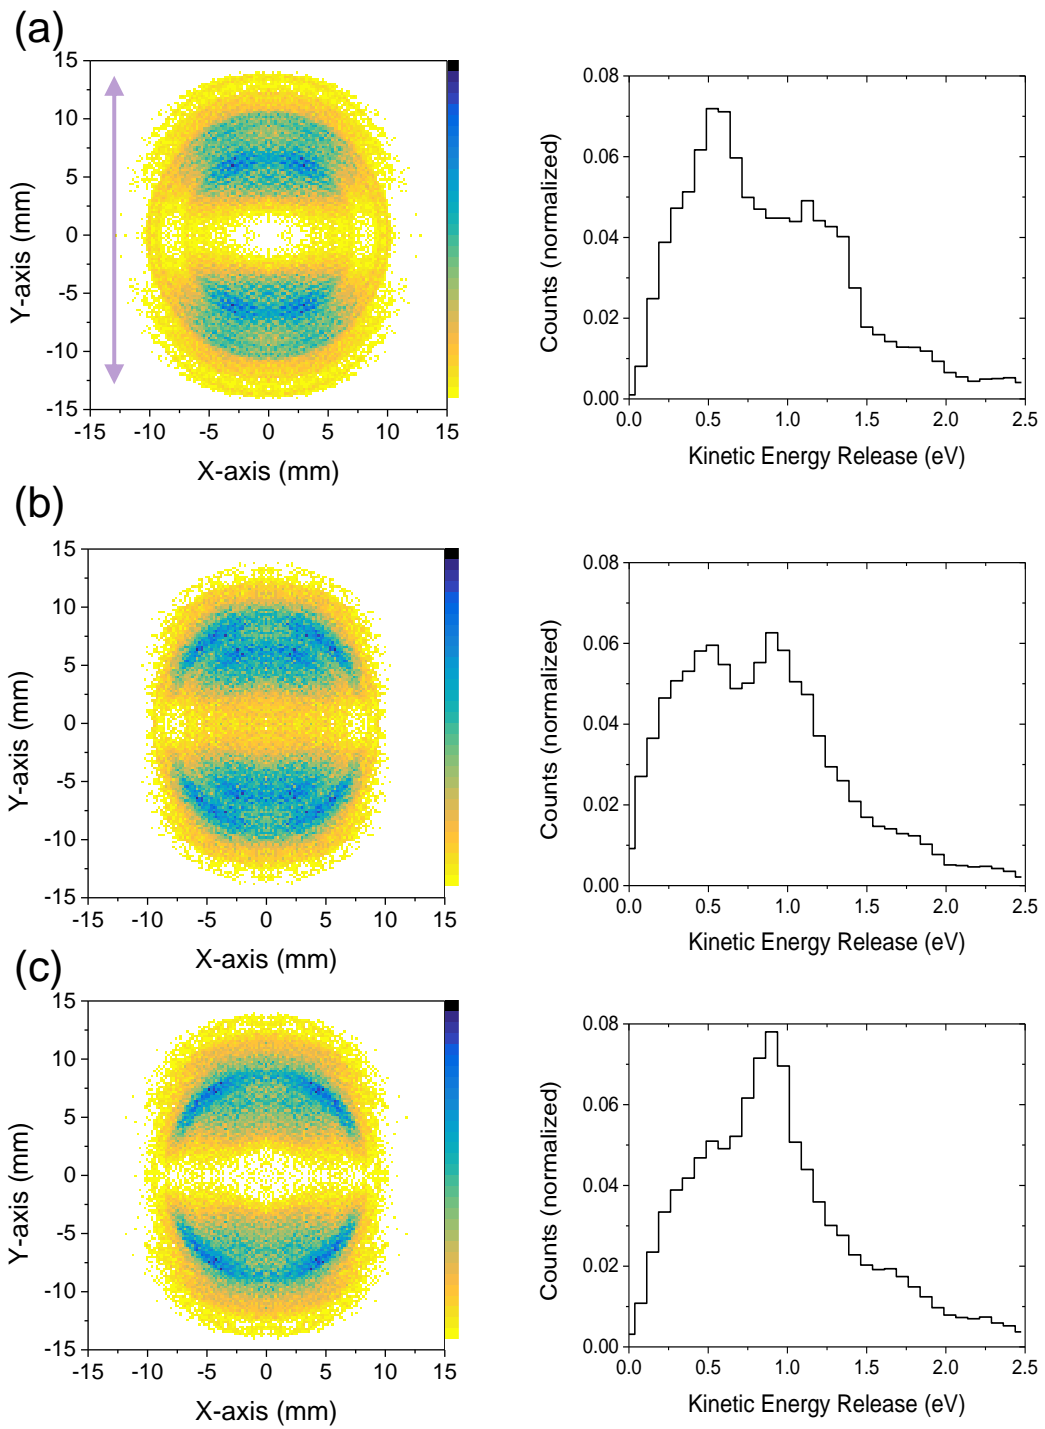 (a)
15
10
5
0
-5
-10
-15
Y-axis (mm)
-15 -10 -5 0 5 10 15
X-axis (mm)
0.08
0.06
0.04
0.02
0.00
Counts (normalized)
0.0 0.5 1.0 1.5 2.0 2.5
Kinetic Energy Release (eV)
(b)
15
10
5
0
-5
-10
-15
Y-axis (mm)
-15 -10 -5 0 5 10 15
X-axis (mm)
0.08
0.06
0.04
0.02
0.00
Counts (normalized)
0.0 0.5 1.0 1.5 2.0 2.5
Kinetic Energy Release (eV)
(c)
15
10
5
0
-5
-10
-15
Y-axis (mm)
-15 -10 -5 0 5 10 15
X-axis (mm)
0.08
0.06
0.04
0.02
0.00
Counts (normalized)
0.0 0.5 1.0 1.5 2.0 2.5
Kinetic Energy Release (eV)